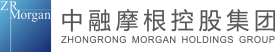 ZR
Morgan
中融摩根控股集团
ZHONGRONG MORGAN HOLDINGS GROUP